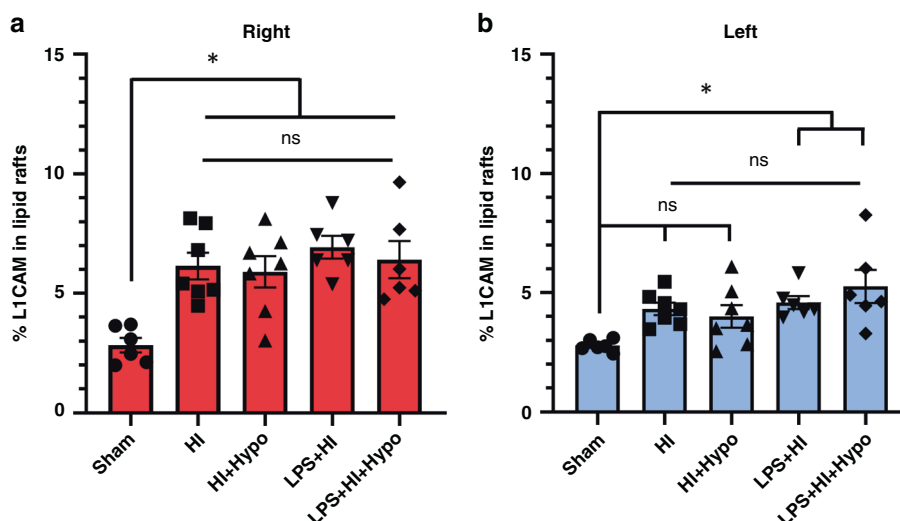 a
Right
% L1CAM in lipid rafts
15
10
5
0
*
ns
Sham
HI
HI+Hypo
LPS+HI
LPS+HI+Hypo
b
Left
% L1CAM in lipid rafts
15
10
5
0
*
ns
ns
Sham
HI
HI+Hypo
LPS+HI
LPS+HI+Hypo